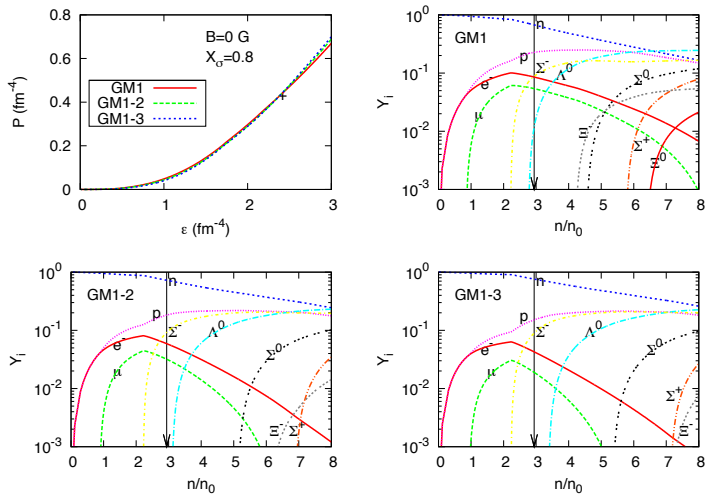 0.8
0.6
0.4
0.2
0
P (fm⁻⁴)
0 1 2 3
ε (fm⁻⁴)
B=0 G
X_σ=0.8
GM1
GM1-2
GM1-3
10⁰
10⁻¹
10⁻²
10⁻³
Y_i
0 1 2 3 4 5 6 7 8
n/n₀
GM1
n
p
e⁻
μ
Σ⁻
Λ⁰
Σ⁰
Ξ⁻
Σ⁺
Ξ⁰
10⁰
10⁻¹
10⁻²
10⁻³
Y_i
0 1 2 3 4 5 6 7 8
n/n₀
GM1-2
n
p
e⁻
μ
Σ⁻
Λ⁰
Σ⁰
Ξ⁻
Σ⁺
10⁰
10⁻¹
10⁻²
10⁻³
Y_i
0 1 2 3 4 5 6 7 8
n/n₀
GM1-3
n
p
e⁻
μ
Σ⁻
Λ⁰
Σ⁰
Σ⁺
Ξ⁻